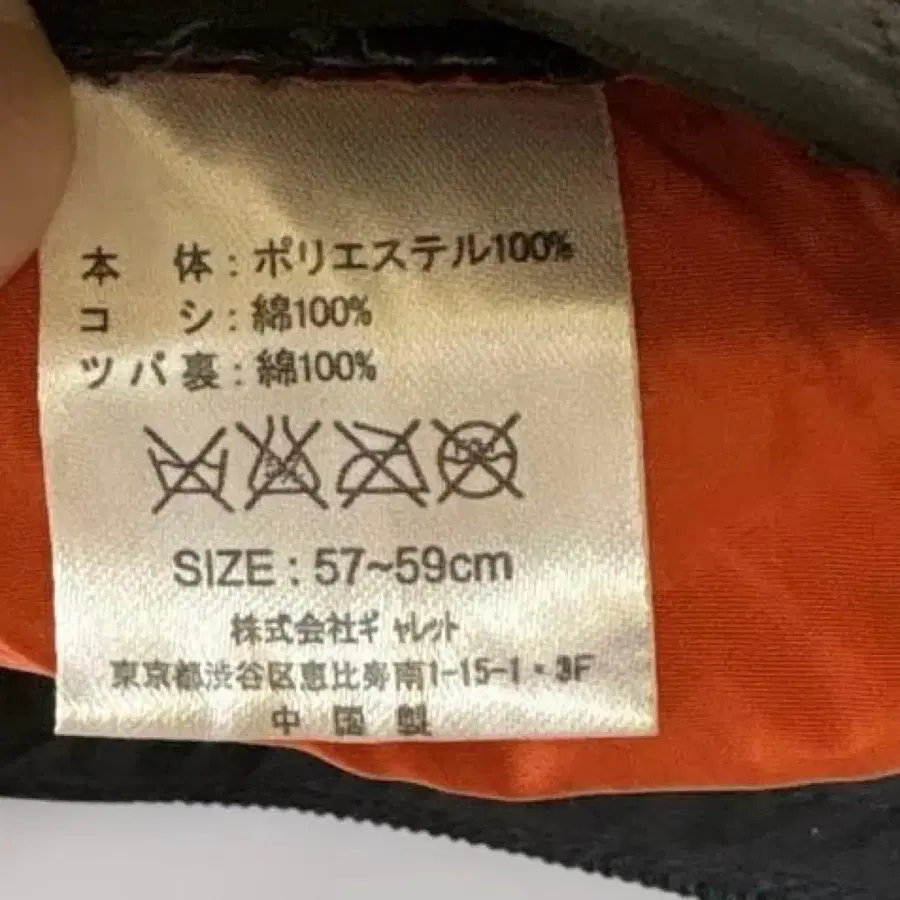 本 体：ポリエステル100%
コ シ：綿100%
ツバ裏：綿100%
SIZE：57~59cm
株式会社ギャレット
東京都渋谷区恵比寿南1-15-1・3F
中国製